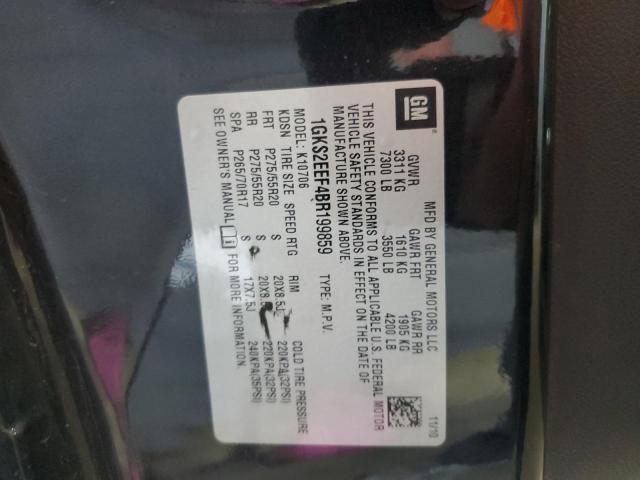 GM
MFD BY GENERAL MOTORS LLC 11/10
GVWR GAWR FRT GAWR RR
3311 KG 1610 KG 1905 KG
7300 LB 3550 LB 4200 LB
THIS VEHICLE CONFORMS TO ALL APPLICABLE U.S. FEDERAL MOTOR
VEHICLE SAFETY STANDARDS IN EFFECT ON THE DATE OF
MANUFACTURE SHOWN ABOVE.
1GKS2EEF4BR199859 TYPE: M.P.V.
MODEL: K10706
KDSN TIRE SIZE SPEED RTG RIM COLD TIRE PRESSURE
FRT P275/55R20 S 20X8.5J 220KPA(32PSI)
RR P275/55R20 S 20X8. 220KPA(32PSI)
SPA P265/70R17 S 17X7.5J 240KPA(35PSI)
SEE OWNER'S MANUAL FOR MORE INFORMATION.